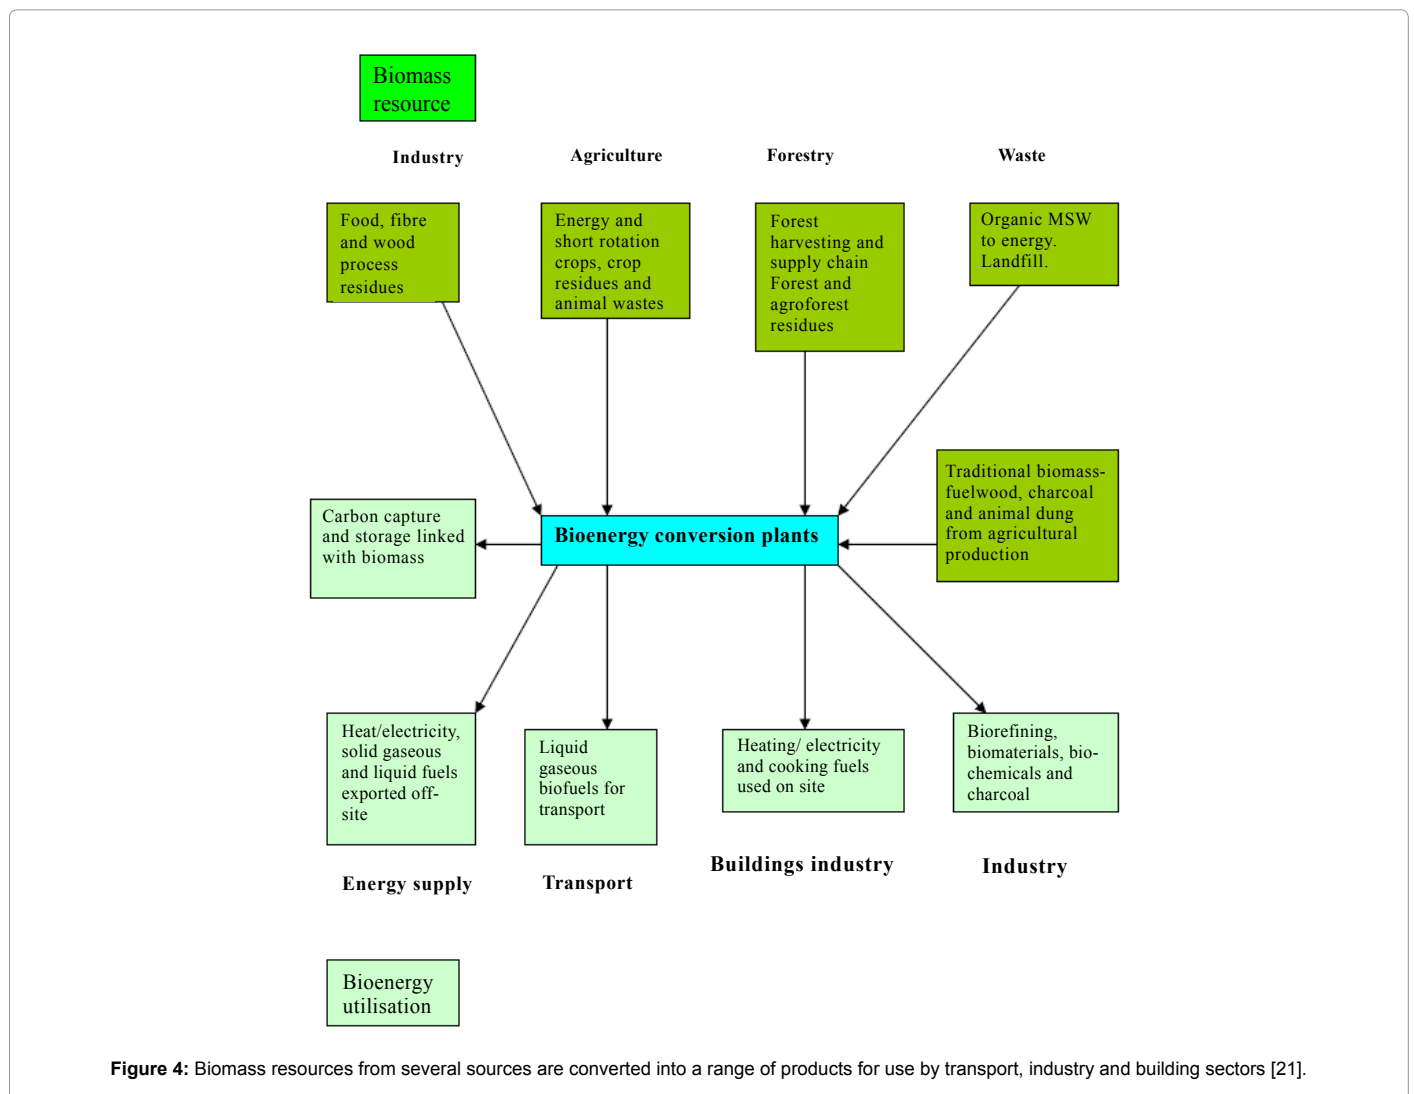 Biomass
resource
Industry
Agriculture
Forestry
Waste
Food, fibre
and wood
process
residues
Energy and
short rotation
crops, crop
residues and
animal wastes
Forest
harvesting and
supply chain
Forest and
agroforest
residues
Organic MSW
to energy.
Landfill.
Carbon capture
and storage linked
with biomass
Bioenergy conversion plants
Traditional biomass-
fuelwood, charcoal
and animal dung
from agricultural
production
Heat/electricity,
solid gaseous
and liquid fuels
exported off-
site
Liquid
gaseous
biofuels for
transport
Heating/ electricity
and cooking fuels
used on site
Biorefining,
biomaterials, bio-
chemicals and
charcoal
Energy supply
Transport
Buildings industry
Industry
Bioenergy
utilisation
Figure 4: Biomass resources from several sources are converted into a range of products for use by transport, industry and building sectors [21].